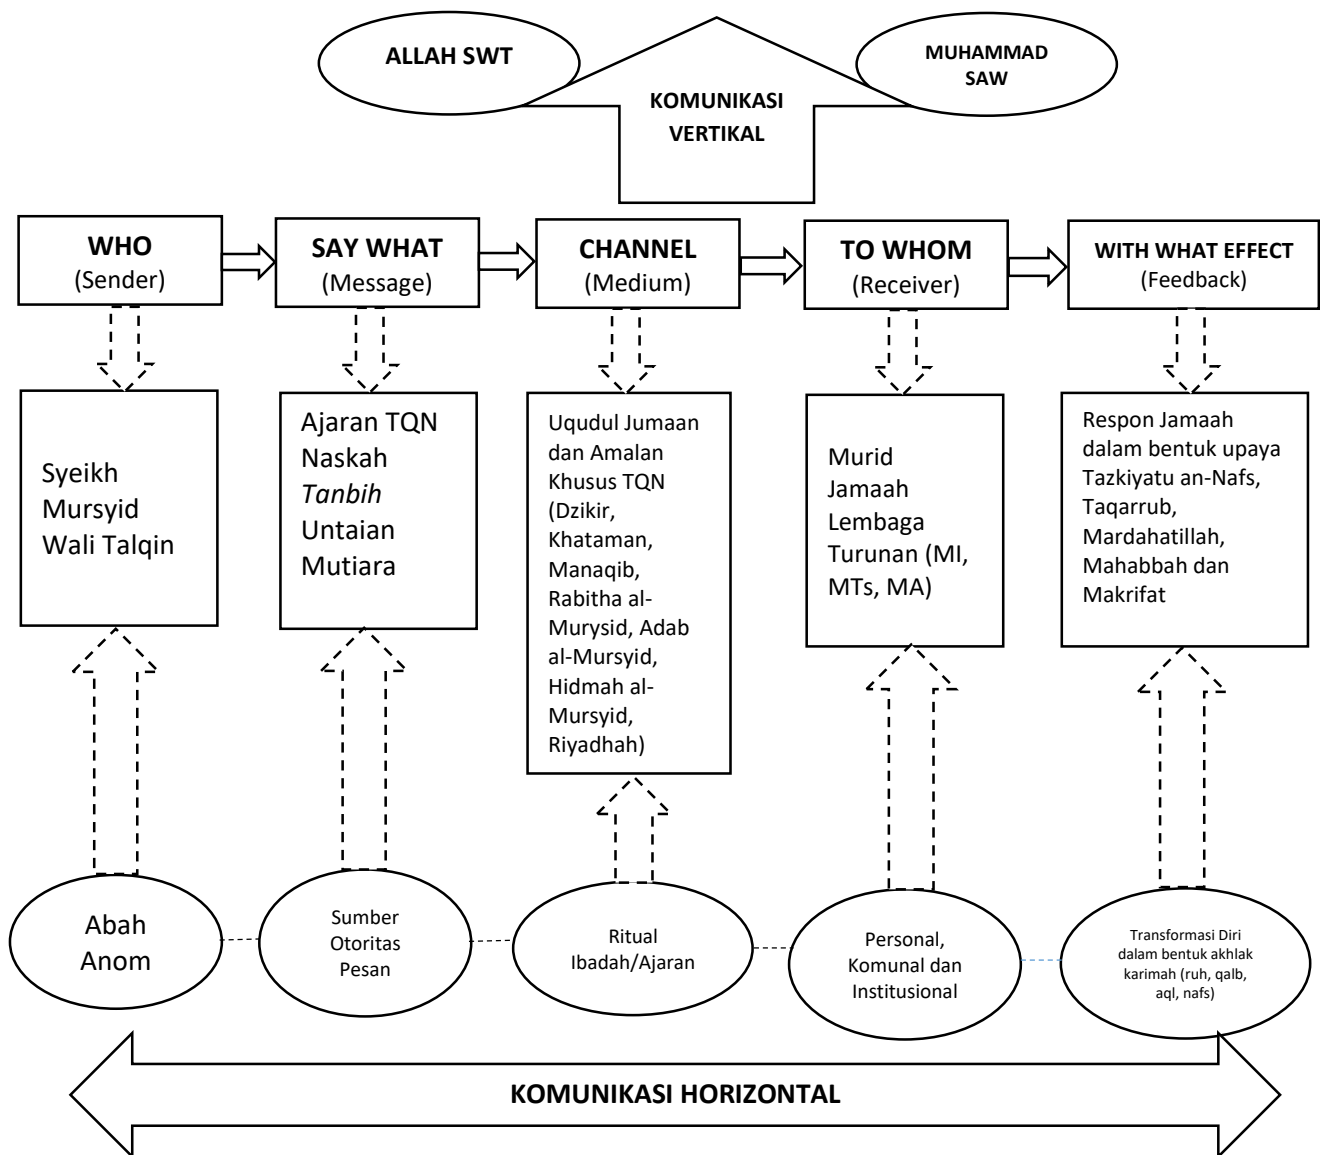 ALLAH SWT
MUHAMMAD
SAW
KOMUNIKASI
VERTIKAL
WHO
(Sender)
SAY WHAT
(Message)
CHANNEL
(Medium)
TO WHOM
(Receiver)
WITH WHAT EFFECT
(Feedback)
Syeikh
Mursyid
Wali Talqin
Ajaran TQN
Naskah
Tanbih
Untaian
Mutiara
Uqudul Jumaan
dan Amalan
Khusus TQN
(Dzikir,
Khataman,
Manaqib,
Rabitha al-
Murysid, Adab
al-Mursyid,
Hidmah al-
Mursyid,
Riyadhah)
Murid
Jamaah
Lembaga
Turunan (MI,
MTs, MA)
Respon Jamaah
dalam bentuk upaya
Tazkiyatu an-Nafs,
Taqarrub,
Mardahatillah,
Mahabbah dan
Makrifat
Abah
Anom
Sumber
Otoritas
Pesan
Ritual
Ibadah/Ajaran
Personal,
Komunal dan
Institusional
Transformasi Diri
dalam bentuk akhlak
karimah (ruh, qalb,
aql, nafs)
KOMUNIKASI HORIZONTAL